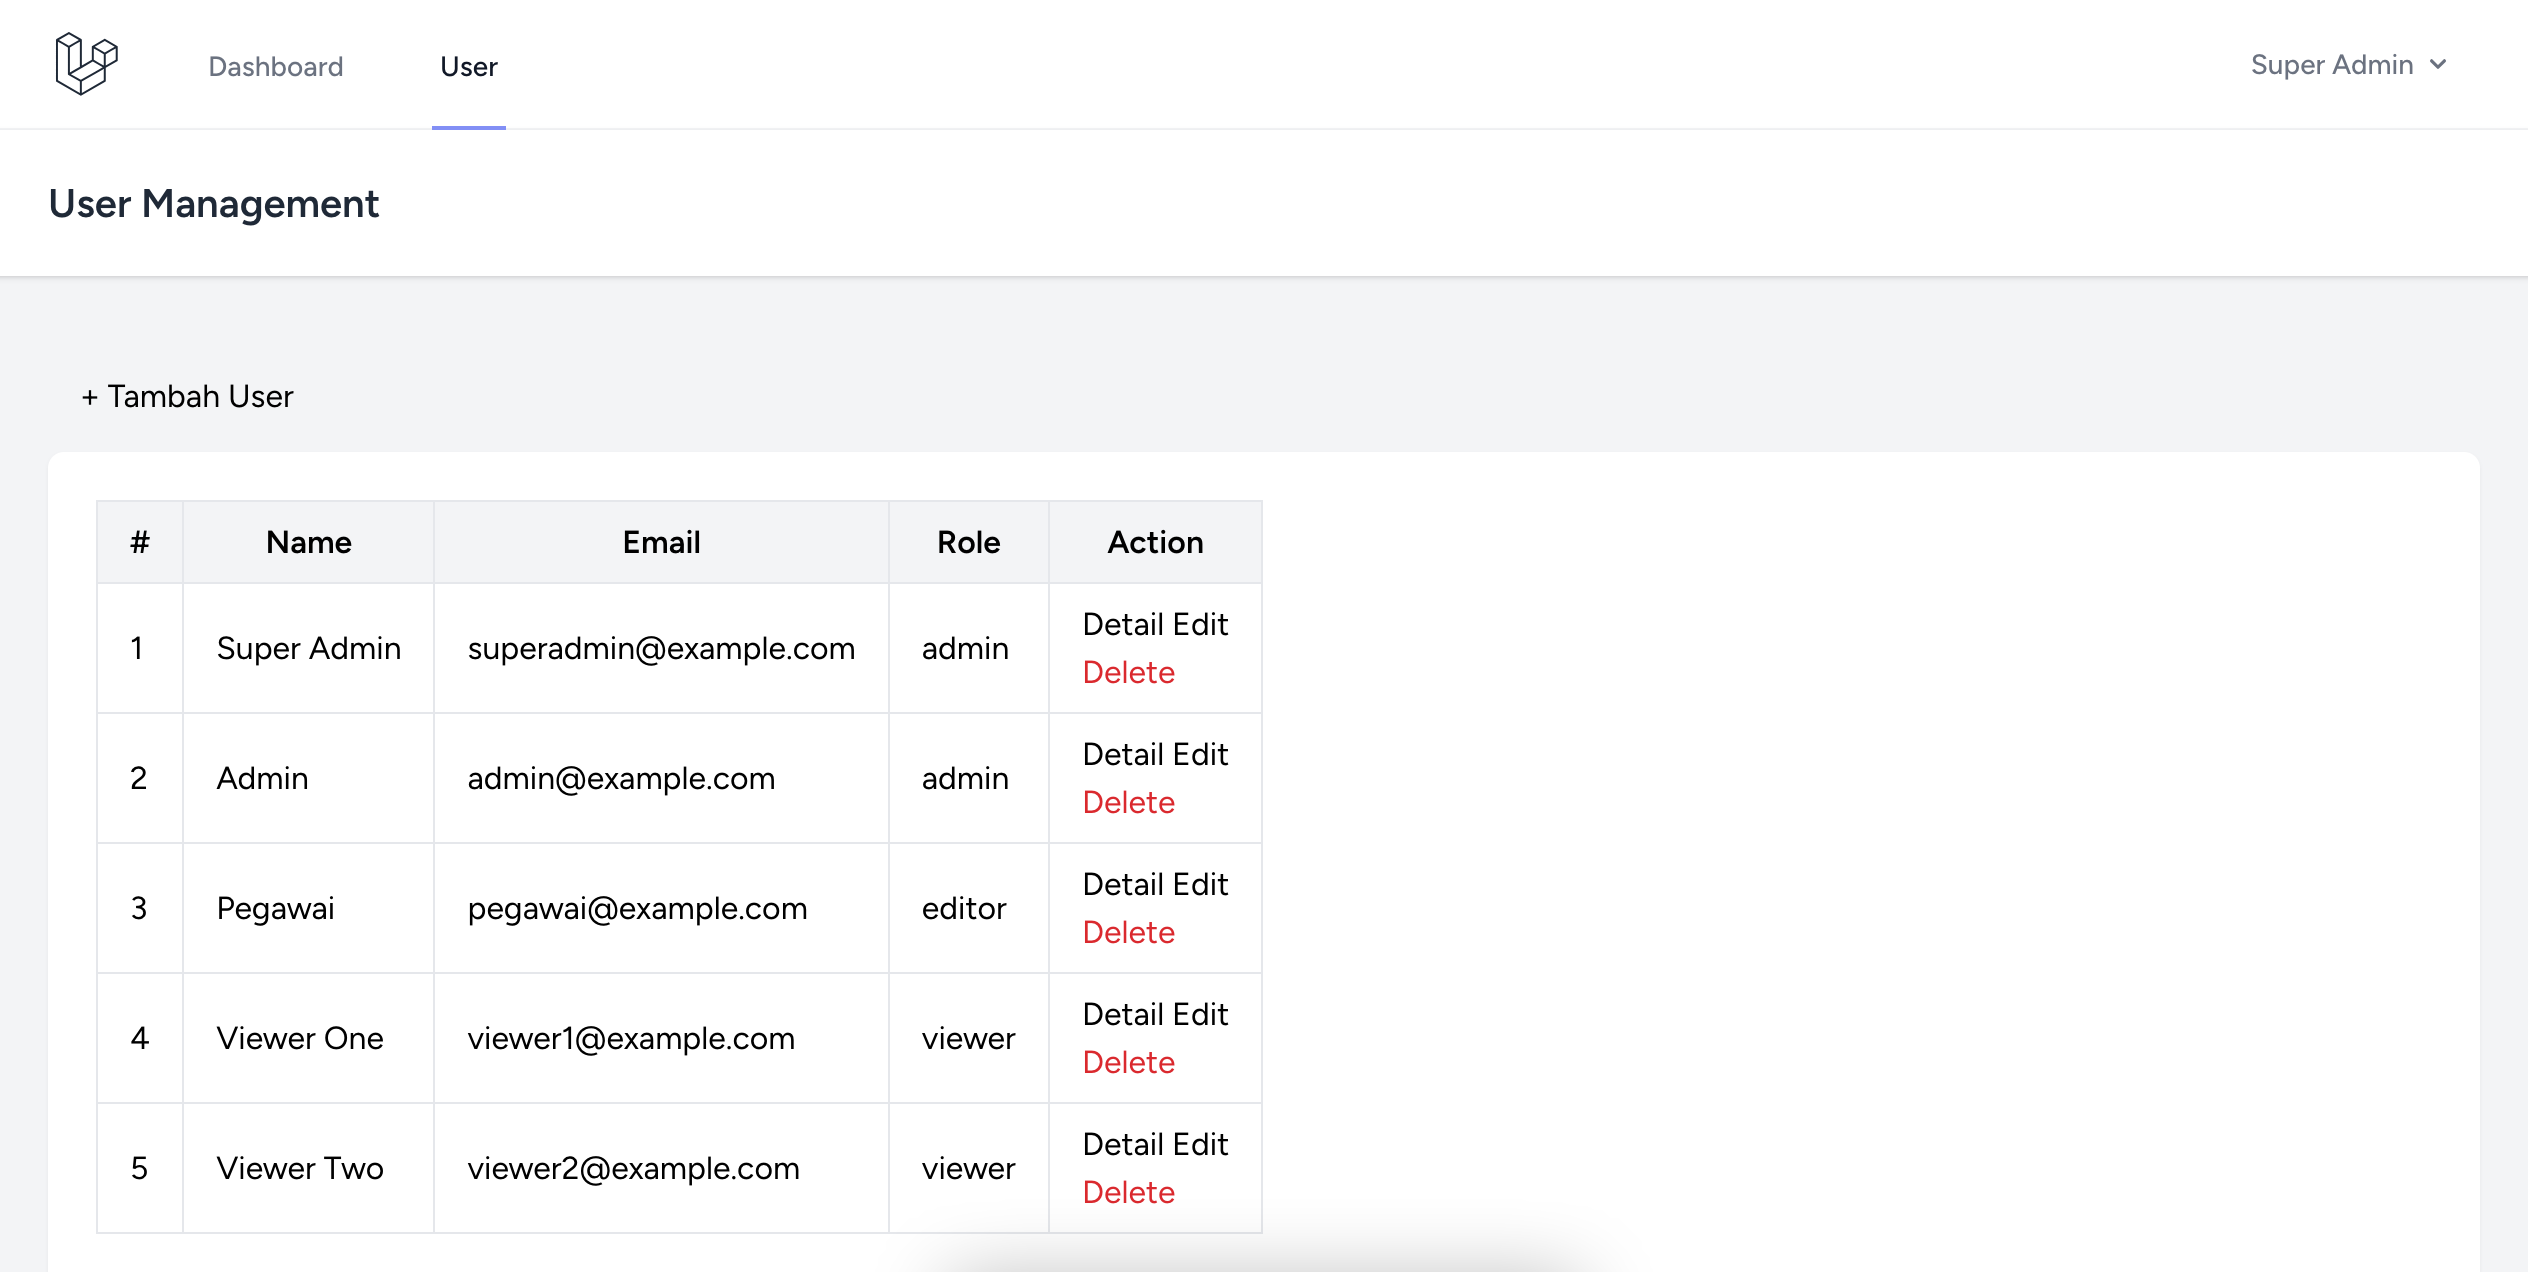 Dashboard User Super Admin
User Management
+ Tambah User
# Name Email Role Action
1 Super Admin superadmin@example.com admin Detail Edit
Delete
2 Admin admin@example.com admin Detail Edit
Delete
3 Pegawai pegawai@example.com editor Detail Edit
Delete
4 Viewer One viewer1@example.com viewer Detail Edit
Delete
5 Viewer Two viewer2@example.com viewer Detail Edit
Delete